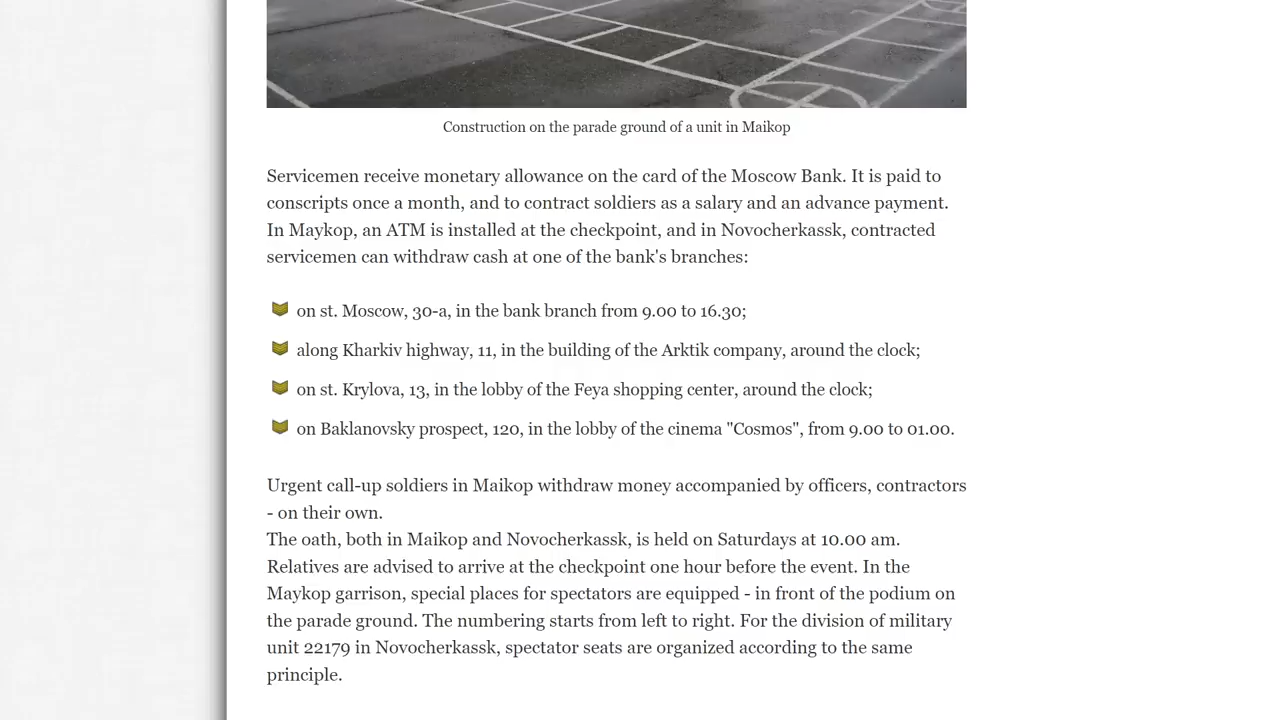 Construction on the parade ground of a unit in Maikop
Servicemen receive monetary allowance on the card of the Moscow Bank. It is paid to
conscripts once a month, and to contract soldiers as a salary and an advance payment.
In Maykop, an ATM is installed at the checkpoint, and in Novocherkassk, contracted
servicemen can withdraw cash at one of the bank's branches:
on st. Moscow, 30-a, in the bank branch from 9.00 to 16.30;
along Kharkiv highway, 11, in the building of the Arktik company, around the clock;
on st. Krylova, 13, in the lobby of the Feya shopping center, around the clock;
on Baklanovsky prospect, 120, in the lobby of the cinema "Cosmos", from 9.00 to 01.00.
Urgent call-up soldiers in Maikop withdraw money accompanied by officers, contractors
- on their own.
The oath, both in Maikop and Novocherkassk, is held on Saturdays at 10.00 am.
Relatives are advised to arrive at the checkpoint one hour before the event. In the
Maykop garrison, special places for spectators are equipped - in front of the podium on
the parade ground. The numbering starts from left to right. For the division of military
unit 22179 in Novocherkassk, spectator seats are organized according to the same
principle.